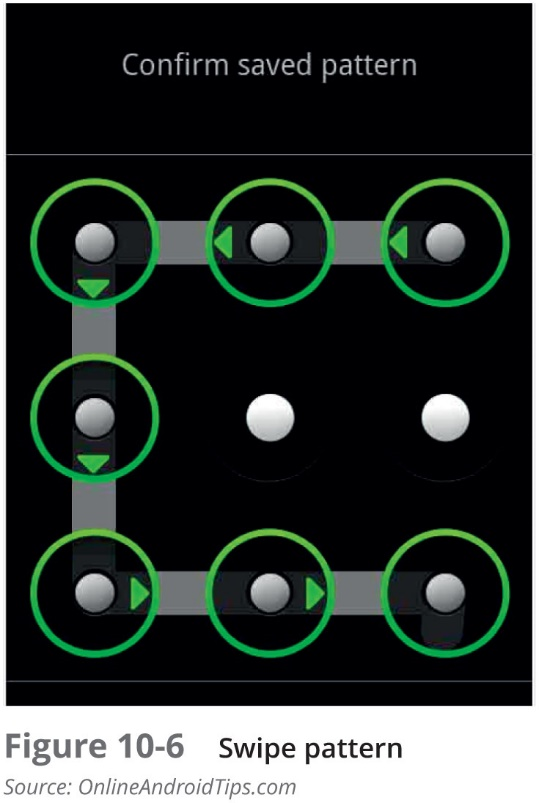 Confirm saved pattern
Figure 10-6 Swipe pattern
Source: OnlineAndroidTips.com